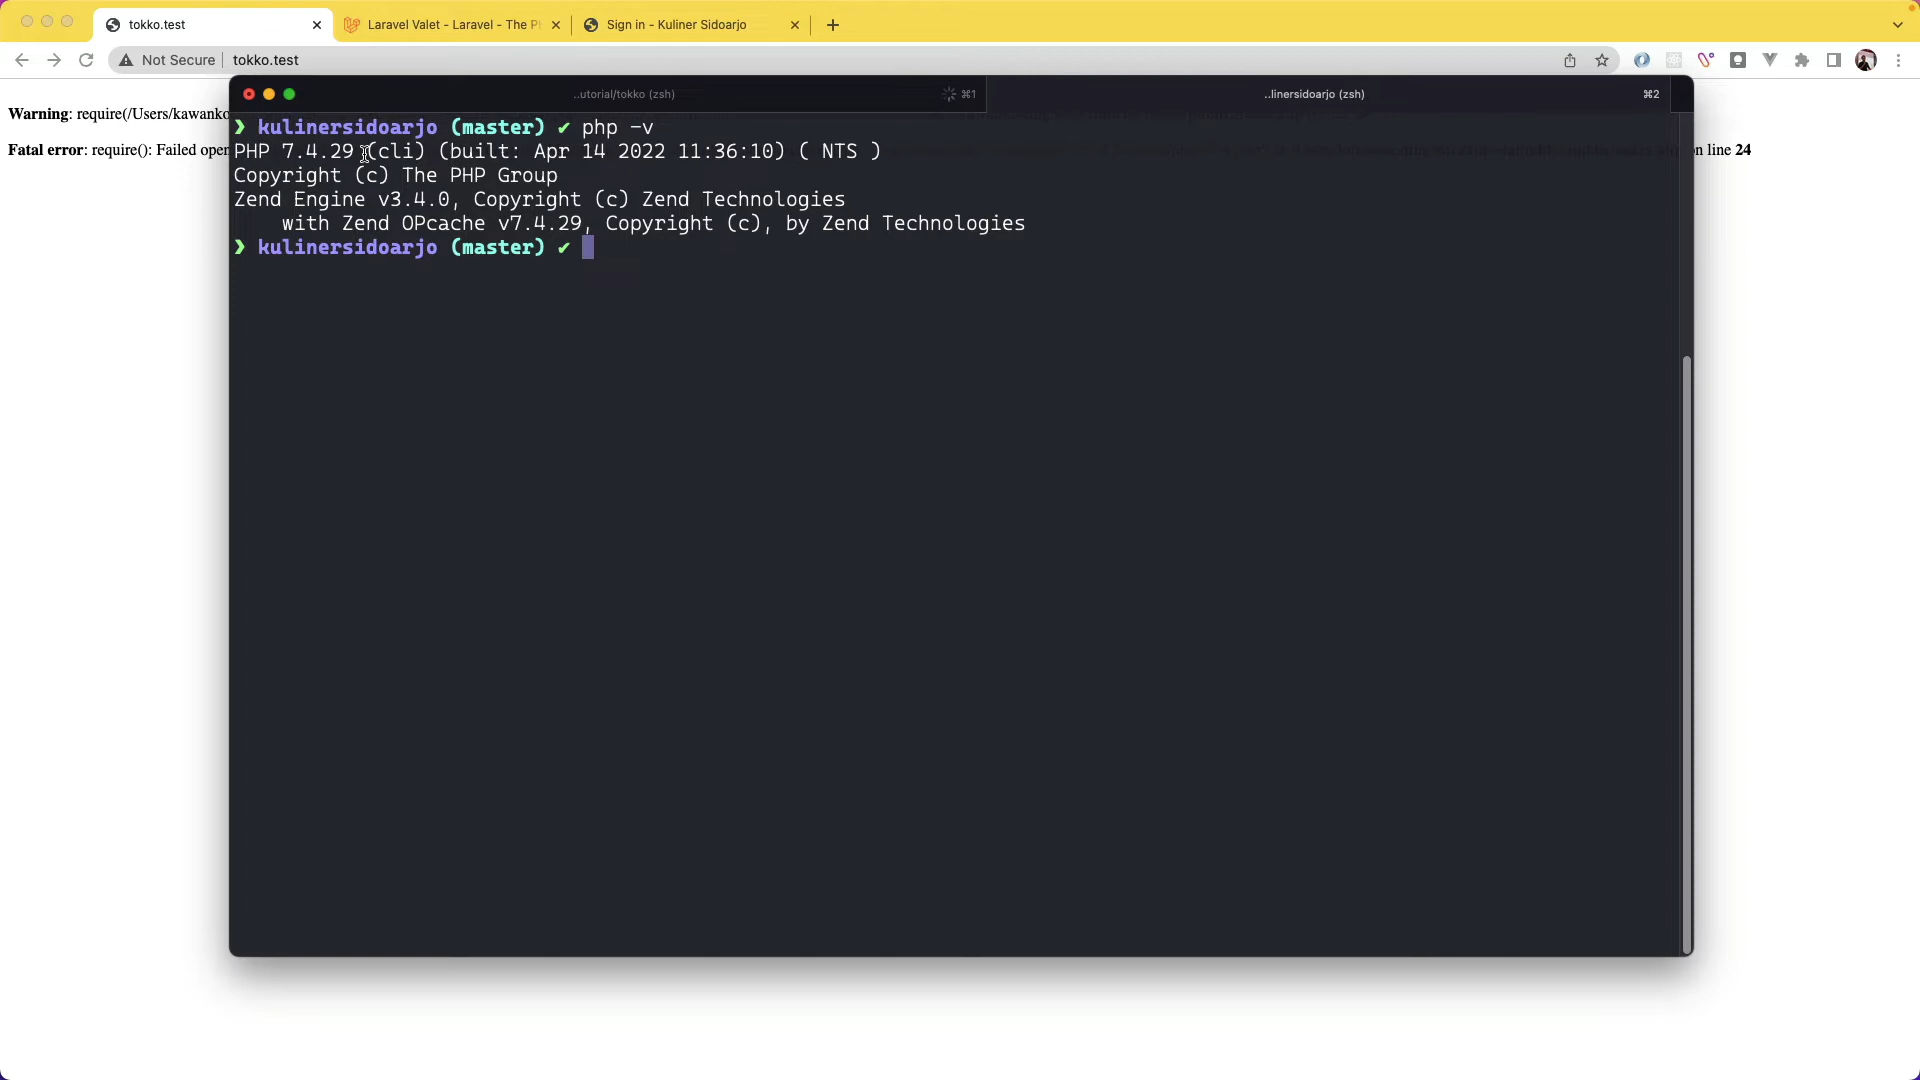 tokko.test
Laravel Valet - Laravel - The P
Sign in - Kuliner Sidoarjo
Not Secure
tokko.test
..utorial/tokko (zsh)
⌘1
..linersidoarjo (zsh)
⌘2
Warning: require(/Users/kawanko
Fatal error: require(): Failed open
on line 24
❯ kulinersidoarjo (master) ✔ php -v
PHP 7.4.29 (cli) (built: Apr 14 2022 11:36:10) ( NTS )
Copyright (c) The PHP Group
Zend Engine v3.4.0, Copyright (c) Zend Technologies
with Zend OPcache v7.4.29, Copyright (c), by Zend Technologies
❯ kulinersidoarjo (master) ✔